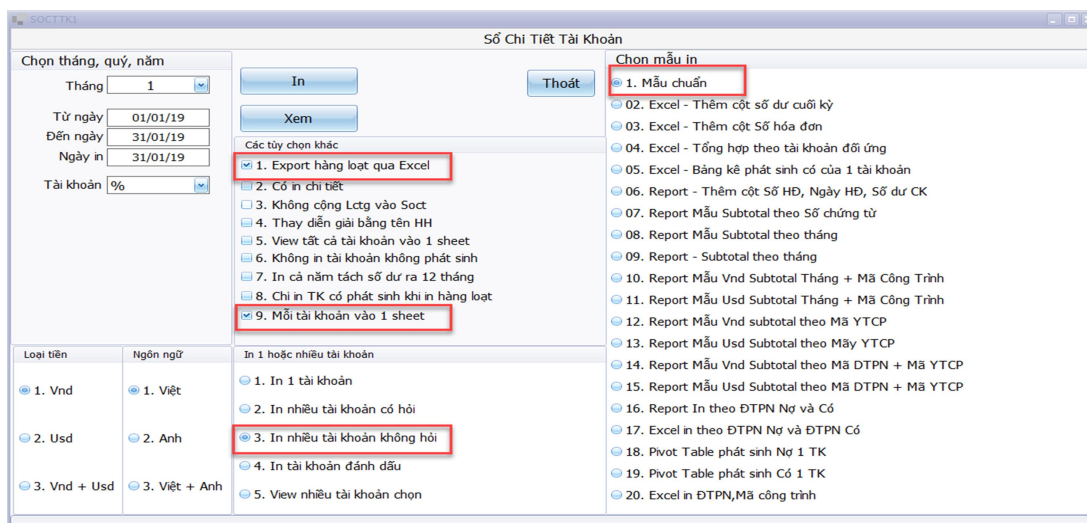 SOCTTK1
Sổ Chi Tiết Tài Khoản
Chọn tháng, quý, năm
Tháng 1
Từ ngày 01/01/19
Đến ngày 31/01/19
Ngày in 31/01/19
Tài khoản %
In
Thoát
Xem
Các tùy chọn khác
1. Export hàng loạt qua Excel
2. Có in chi tiết
3. Không cộng Lctg vào Soct
4. Thay diễn giải bằng tên HH
5. View tất cả tài khoản vào 1 sheet
6. Không in tài khoản không phát sinh
7. In cả năm tách số dư ra 12 tháng
8. Chỉ in TK có phát sinh khi in hàng loạt
9. Mỗi tài khoản vào 1 sheet
Chọn mẫu in
1. Mẫu chuẩn
02. Excel - Thêm cột số dư cuối kỳ
03. Excel - Thêm cột Số hóa đơn
04. Excel - Tổng hợp theo tài khoản đối ứng
05. Excel - Bảng kê phát sinh có của 1 tài khoản
06. Report - Thêm cột Số HĐ, Ngày HĐ, Số dư CK
07. Report Mẫu Subtotal theo Số chứng từ
08. Report Mẫu Subtotal theo tháng
09. Report - Subtotal theo tháng
10. Report Mẫu Vnd Subtotal Tháng + Mã Công Trình
11. Report Mẫu Usd Subtotal Tháng + Mã Công Trình
12. Report Mẫu Vnd subtotal theo Mã YTCP
13. Report Mẫu Usd Subtotal theo Mãy YTCP
14. Report Mẫu Vnd Subtotal theo Mã DTPN + Mã YTCP
15. Report Mẫu Usd Subtotal theo Mã DTPN + Mã YTCP
16. Report In theo ĐTPN Nợ và Có
17. Excel in theo ĐTPN Nợ và ĐTPN Có
18. Pivot Table phát sinh Nợ 1 TK
19. Pivot Table phát sinh Có 1 TK
20. Excel in ĐTPN,Mã công trình
Loại tiền
1. Vnd
2. Usd
3. Vnd + Usd
Ngôn ngữ
1. Việt
2. Anh
3. Việt + Anh
In 1 hoặc nhiều tài khoản
1. In 1 tài khoản
2. In nhiều tài khoản có hỏi
3. In nhiều tài khoản không hỏi
4. In tài khoản đánh dấu
5. View nhiều tài khoản chọn